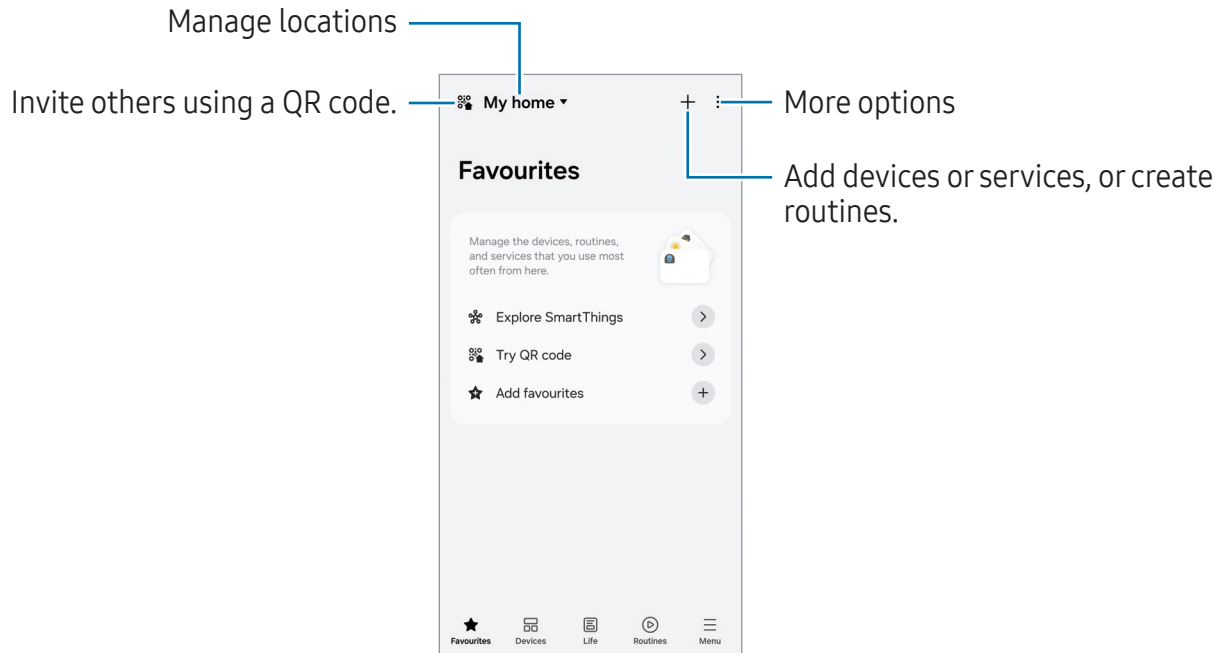 Manage locations
Invite others using a QR code.
My home
More options
Add devices or services, or create
routines.
Favourites
Manage the devices, routines,
and services that you use most
often from here.
Explore SmartThings
Try QR code
Add favourites
Favourites
Devices
Life
Routines
Menu